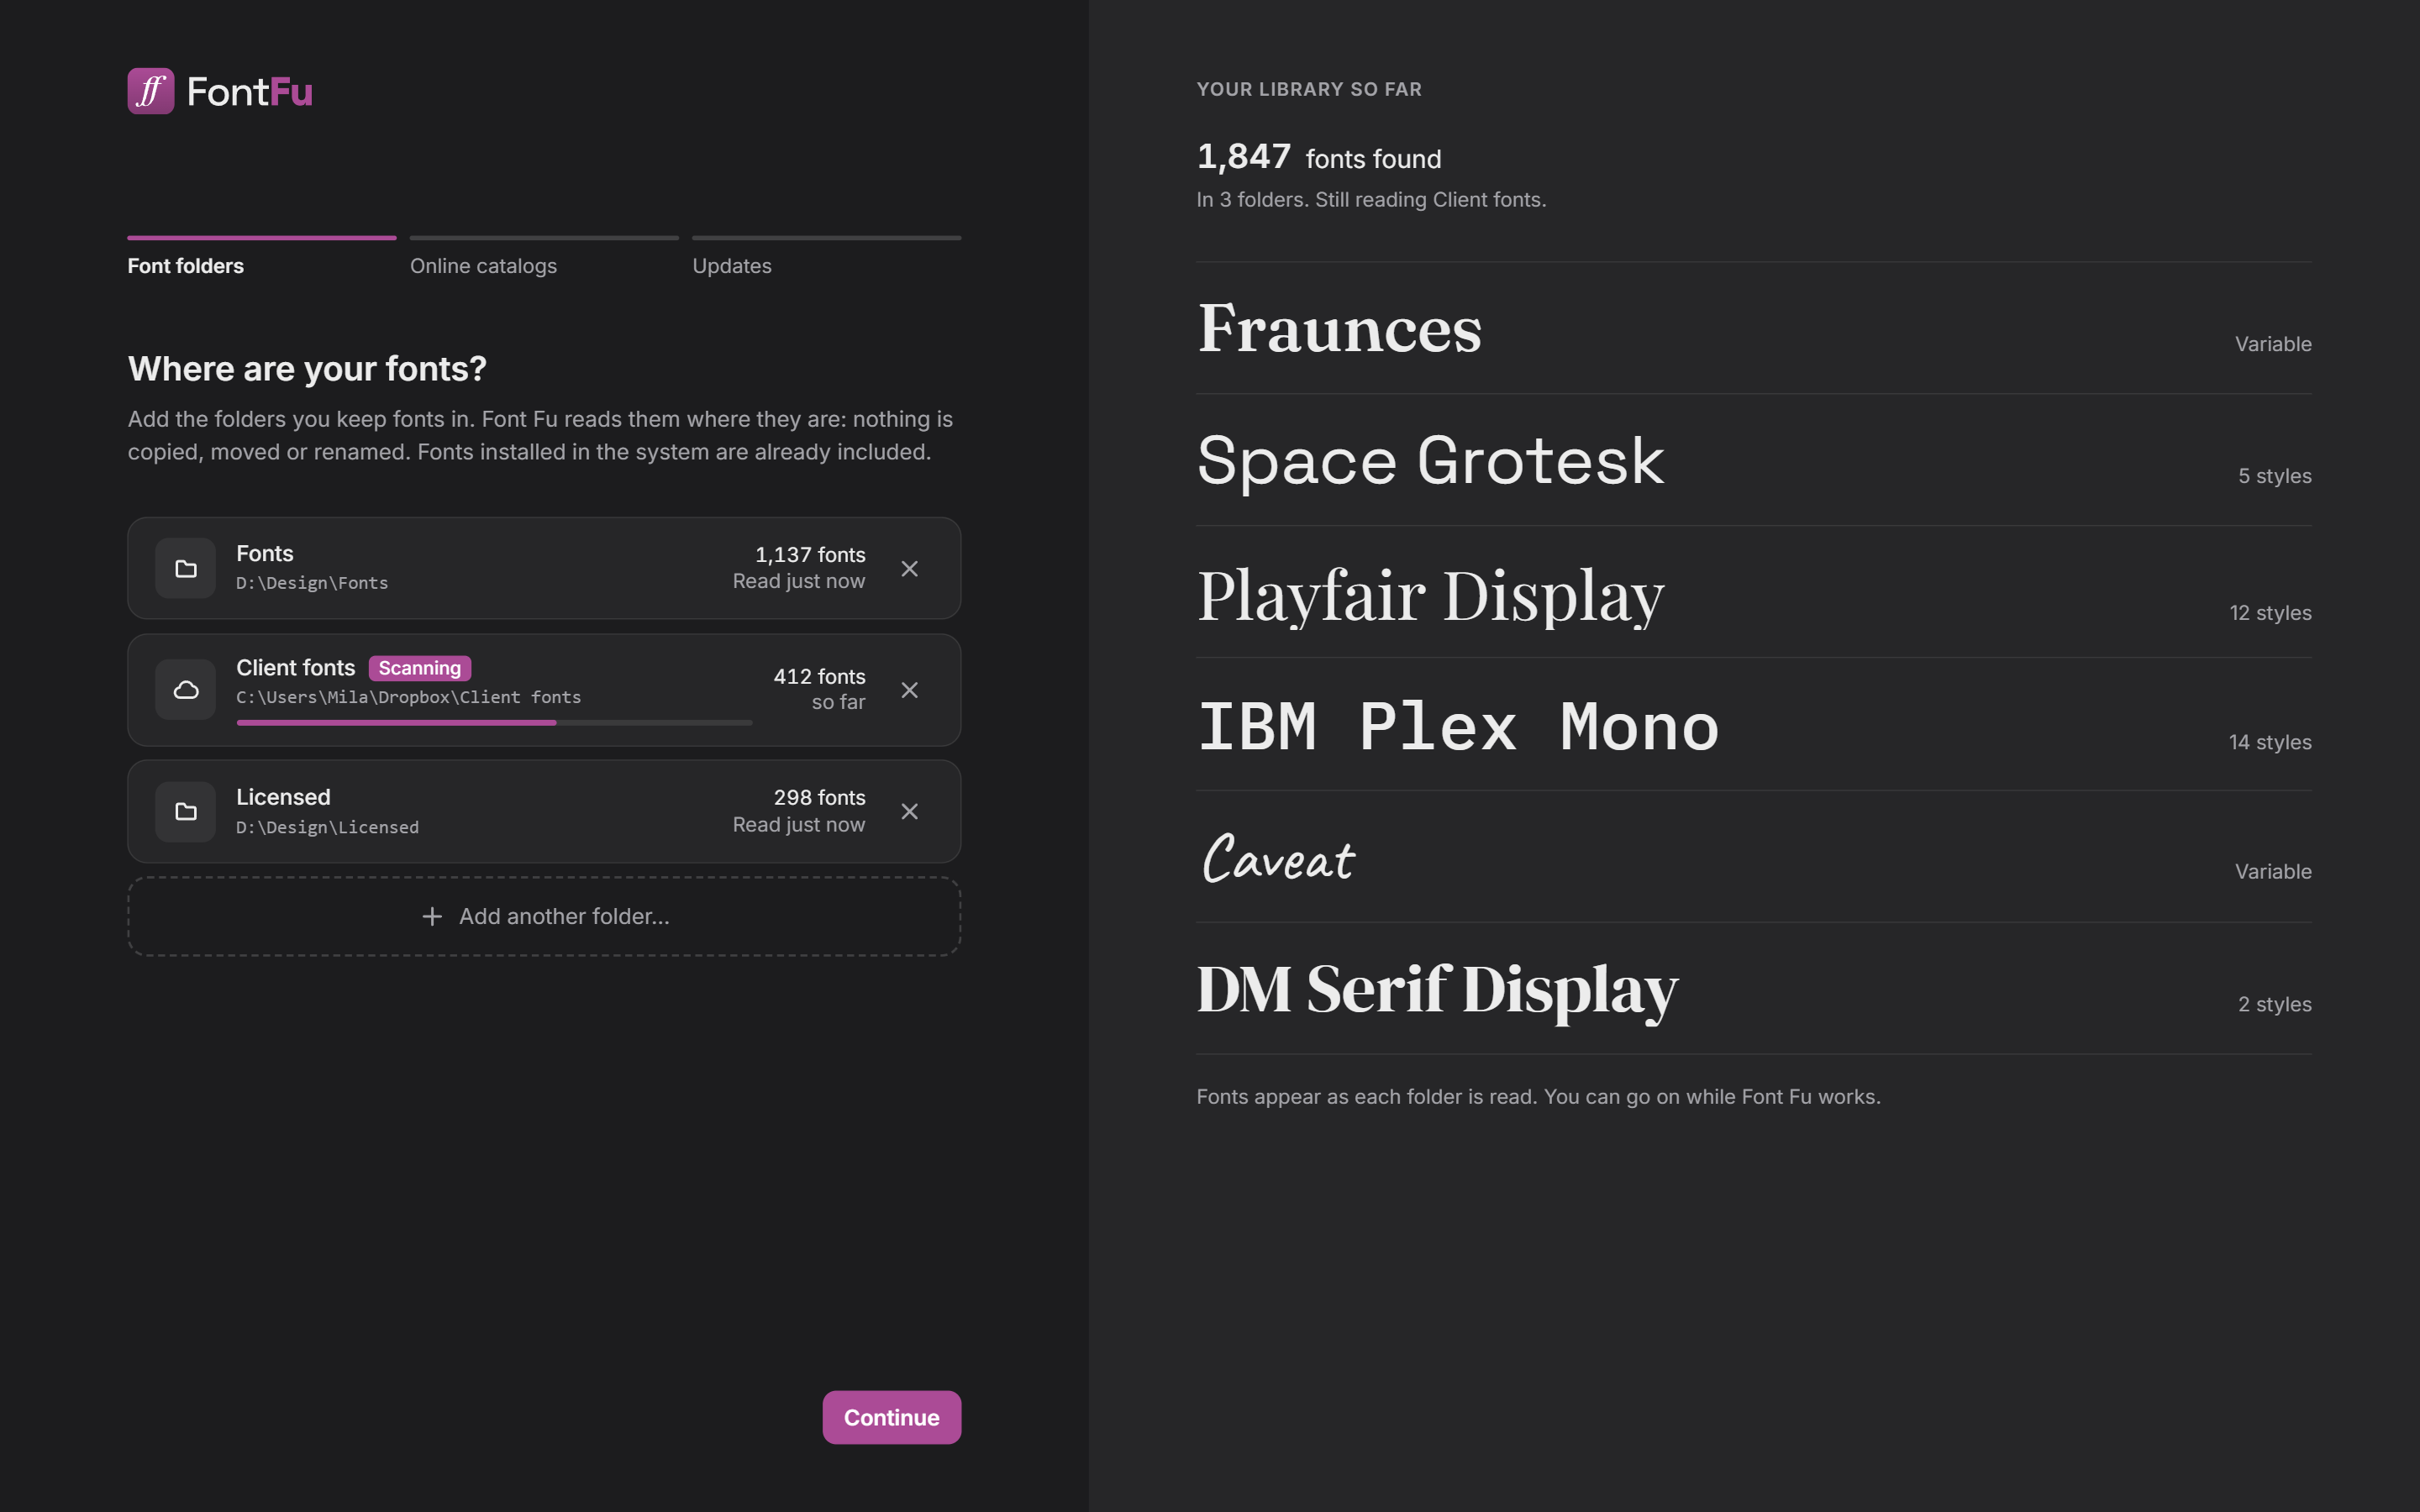 ff FontFu
Font folders
Online catalogs
Updates
Where are your fonts?
Add the folders you keep fonts in. Font Fu reads them where they are: nothing is
copied, moved or renamed. Fonts installed in the system are already included.
Fonts
D:\Design\Fonts
1,137 fonts
Read just now
Client fonts Scanning
C:\Users\Mila\Dropbox\Client fonts
412 fonts
so far
Licensed
D:\Design\Licensed
298 fonts
Read just now
Add another folder...
Continue
YOUR LIBRARY SO FAR
1,847 fonts found
In 3 folders. Still reading Client fonts.
Fraunces
Variable
Space Grotesk
5 styles
Playfair Display
12 styles
IBM Plex Mono
14 styles
Caveat
Variable
DM Serif Display
2 styles
Fonts appear as each folder is read. You can go on while Font Fu works.